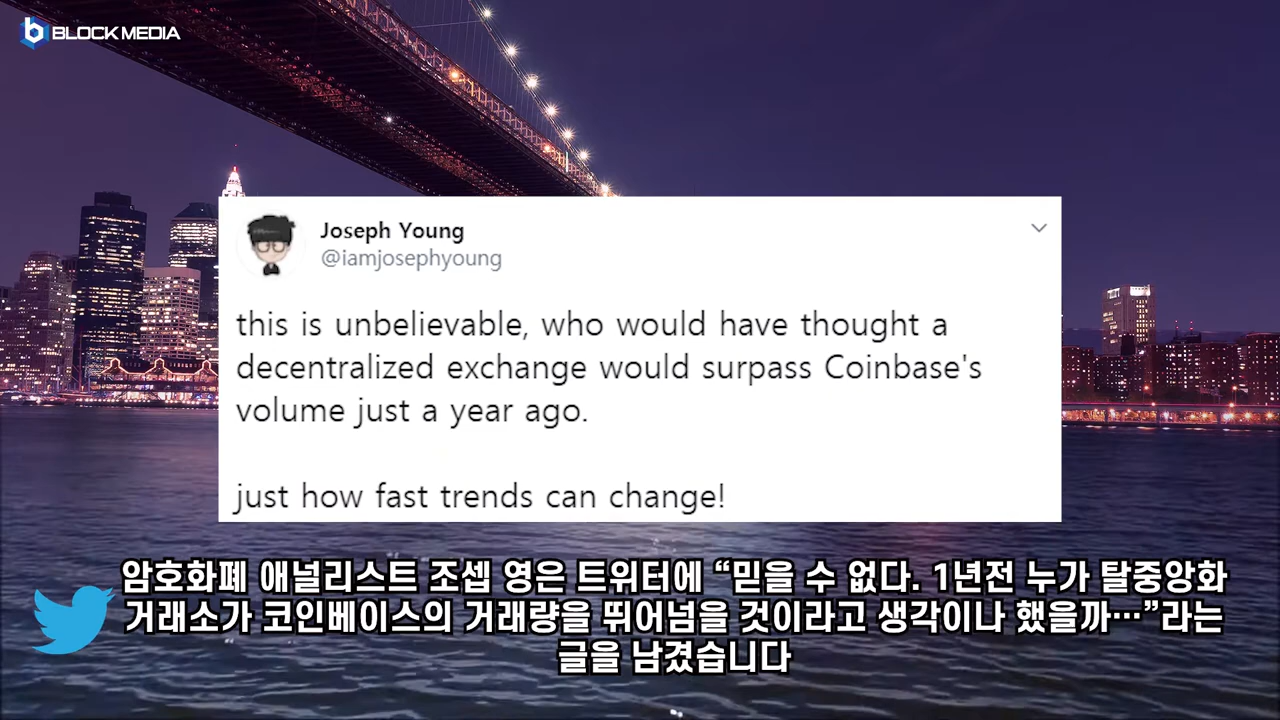 BLOCK MEDIA
Joseph Young
@iamjosephyoung
this is unbelievable, who would have thought a
decentralized exchange would surpass Coinbase's
volume just a year ago.
just how fast trends can change!
암호화폐 애널리스트 조셉 영은 트위터에 “믿을 수 없다. 1년전 누가 탈중앙화
거래소가 코인베이스의 거래량을 뛰어넘을 것이라고 생각이나 했을까…”라는
글을 남겼습니다